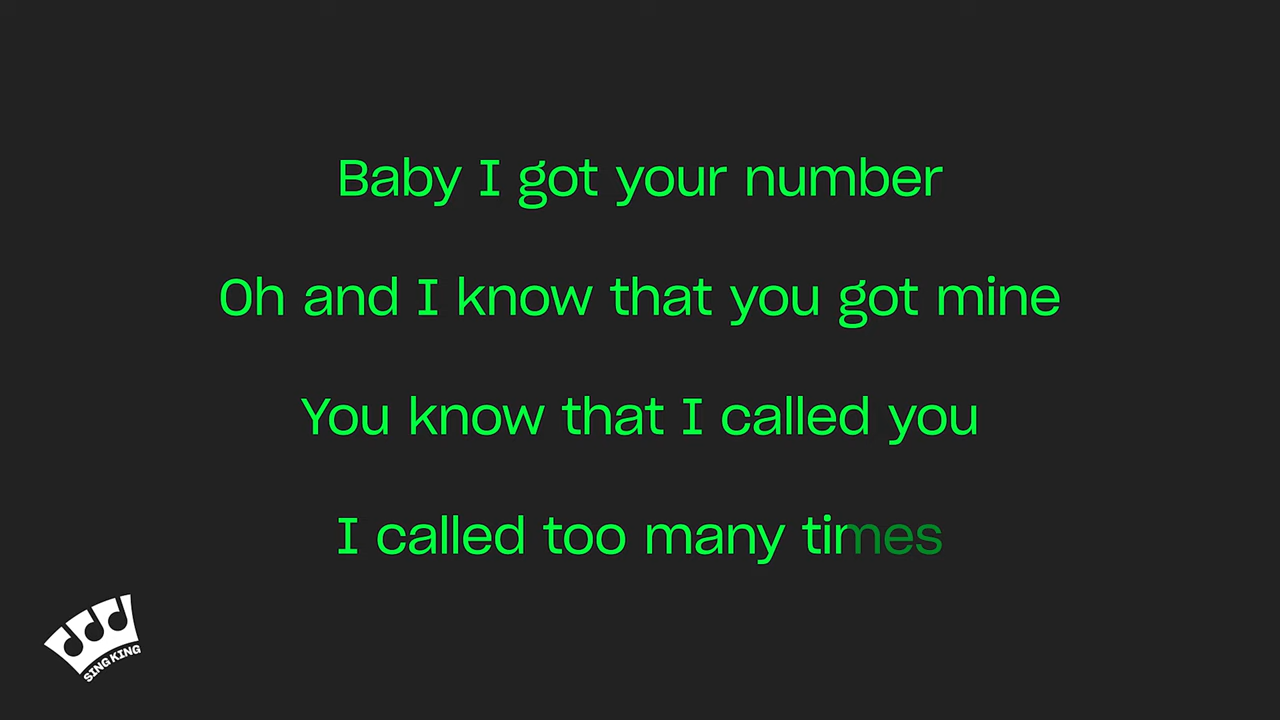 Baby I got your number
Oh and I know that you got mine
You know that I called you
I called too many times
SING KING